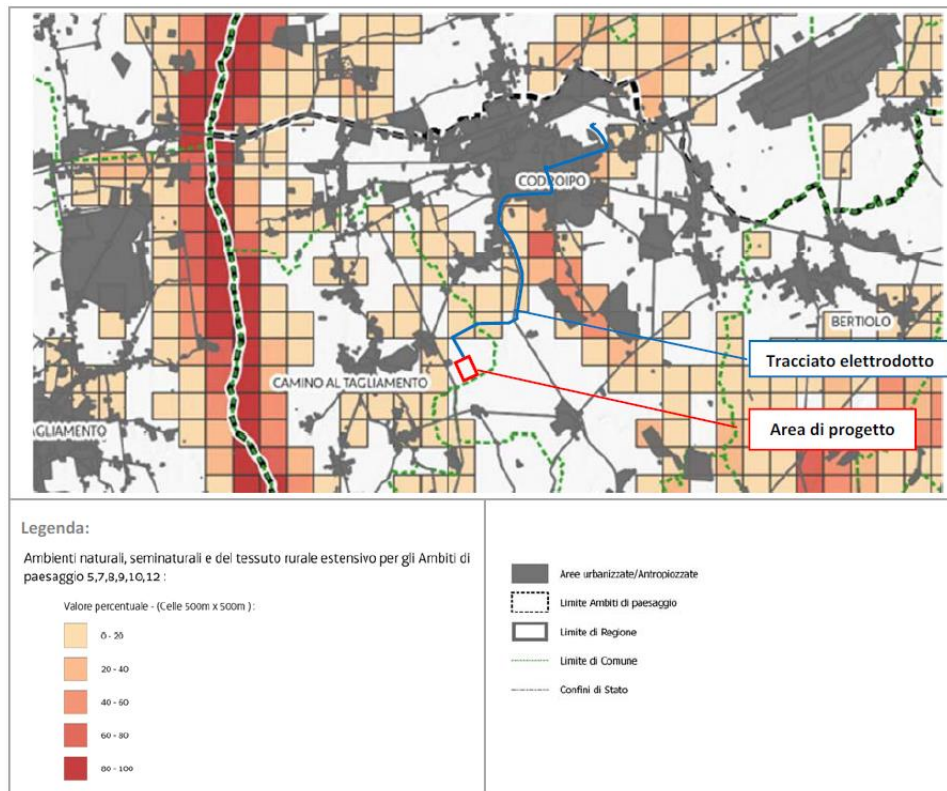 CODROIPO
BERTIOLO
Tracciato elettrodotto
CAMINO AL TAGLIAMENTO
Area di progetto
AGLIAMENTO
Legenda:
Ambienti naturali, seminaturali e del tessuto rurale estensivo per gli Ambiti di
paesaggio 5,7,8,9,10,12 :
Valore percentuale - (Celle 500m x 500m ) :
0 - 20
20 - 40
40 - 60
60 - 80
80 - 100
Aree urbanizzate/Antropiozzate
Limite Ambiti di paesaggio
Limite di Regione
Limite di Comune
Confini di Stato